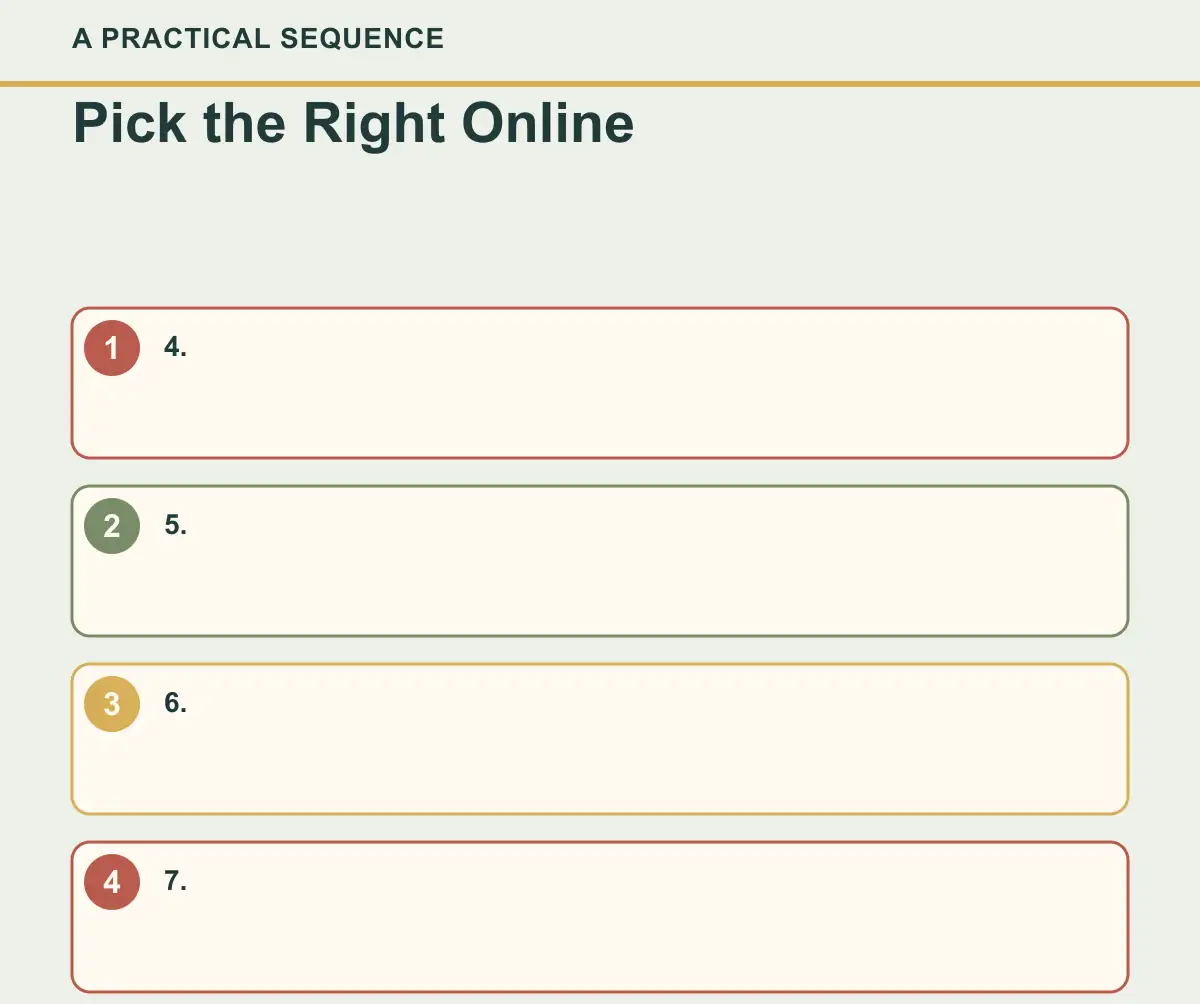 A PRACTICAL SEQUENCE
Pick the Right Online
1 4.
2 5.
3 6.
4 7.